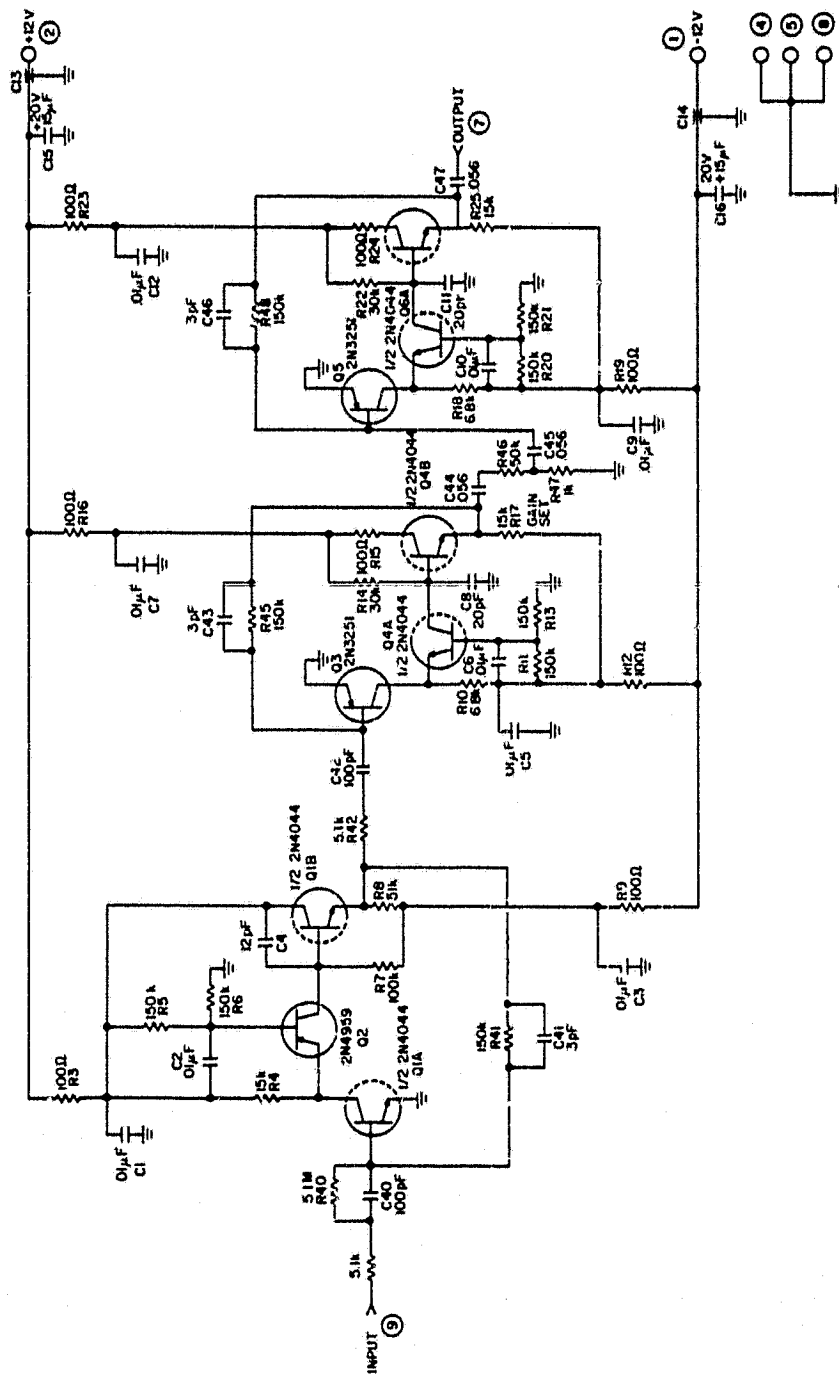 +12V
②
C13
+20V
15µF
C15
100Ω
R23
.01µF
C12
100Ω
R24
R22
30k
3pF
C46
R48
150k
C47
.056
OUTPUT
⑦
R25
15k
Q5
2N3251
1/2 2N4044
Q6A
C11
20pF
C10
.01µF
R18
6.8k
150k
R20
150k
R21
R19
100Ω
C9
.01µF
100Ω
R16
.01µF
C7
100Ω
R15
R14
30k
3pF
C43
R45
150k
1/2 2N4044
Q4B
C44
.056
R46
50k
C45
.056
R47
1k
GAIN
SET
15k
R17
Q3
2N3251
Q4A
1/2 2N4044
C8
20pF
C6
.01µF
R10
6.8k
R11
150k
150k
R13
R12
100Ω
.01µF
C5
C42
100pF
5.1k
R42
100Ω
R3
.01µF
C1
150k
R5
150k
R6
C2
.01µF
15k
R4
2N4959
Q2
12pF
C4
1/2 2N4044
Q1B
R8
51k
R7
100k
R9
100Ω
.01µF
C3
1/2 2N4044
Q1A
150k
R41
C41
3pF
5.1M
R40
C40
100pF
5.1k
INPUT
⑨
①
-12V
C14
20V
+15µF
C16
④
⑤
⑧